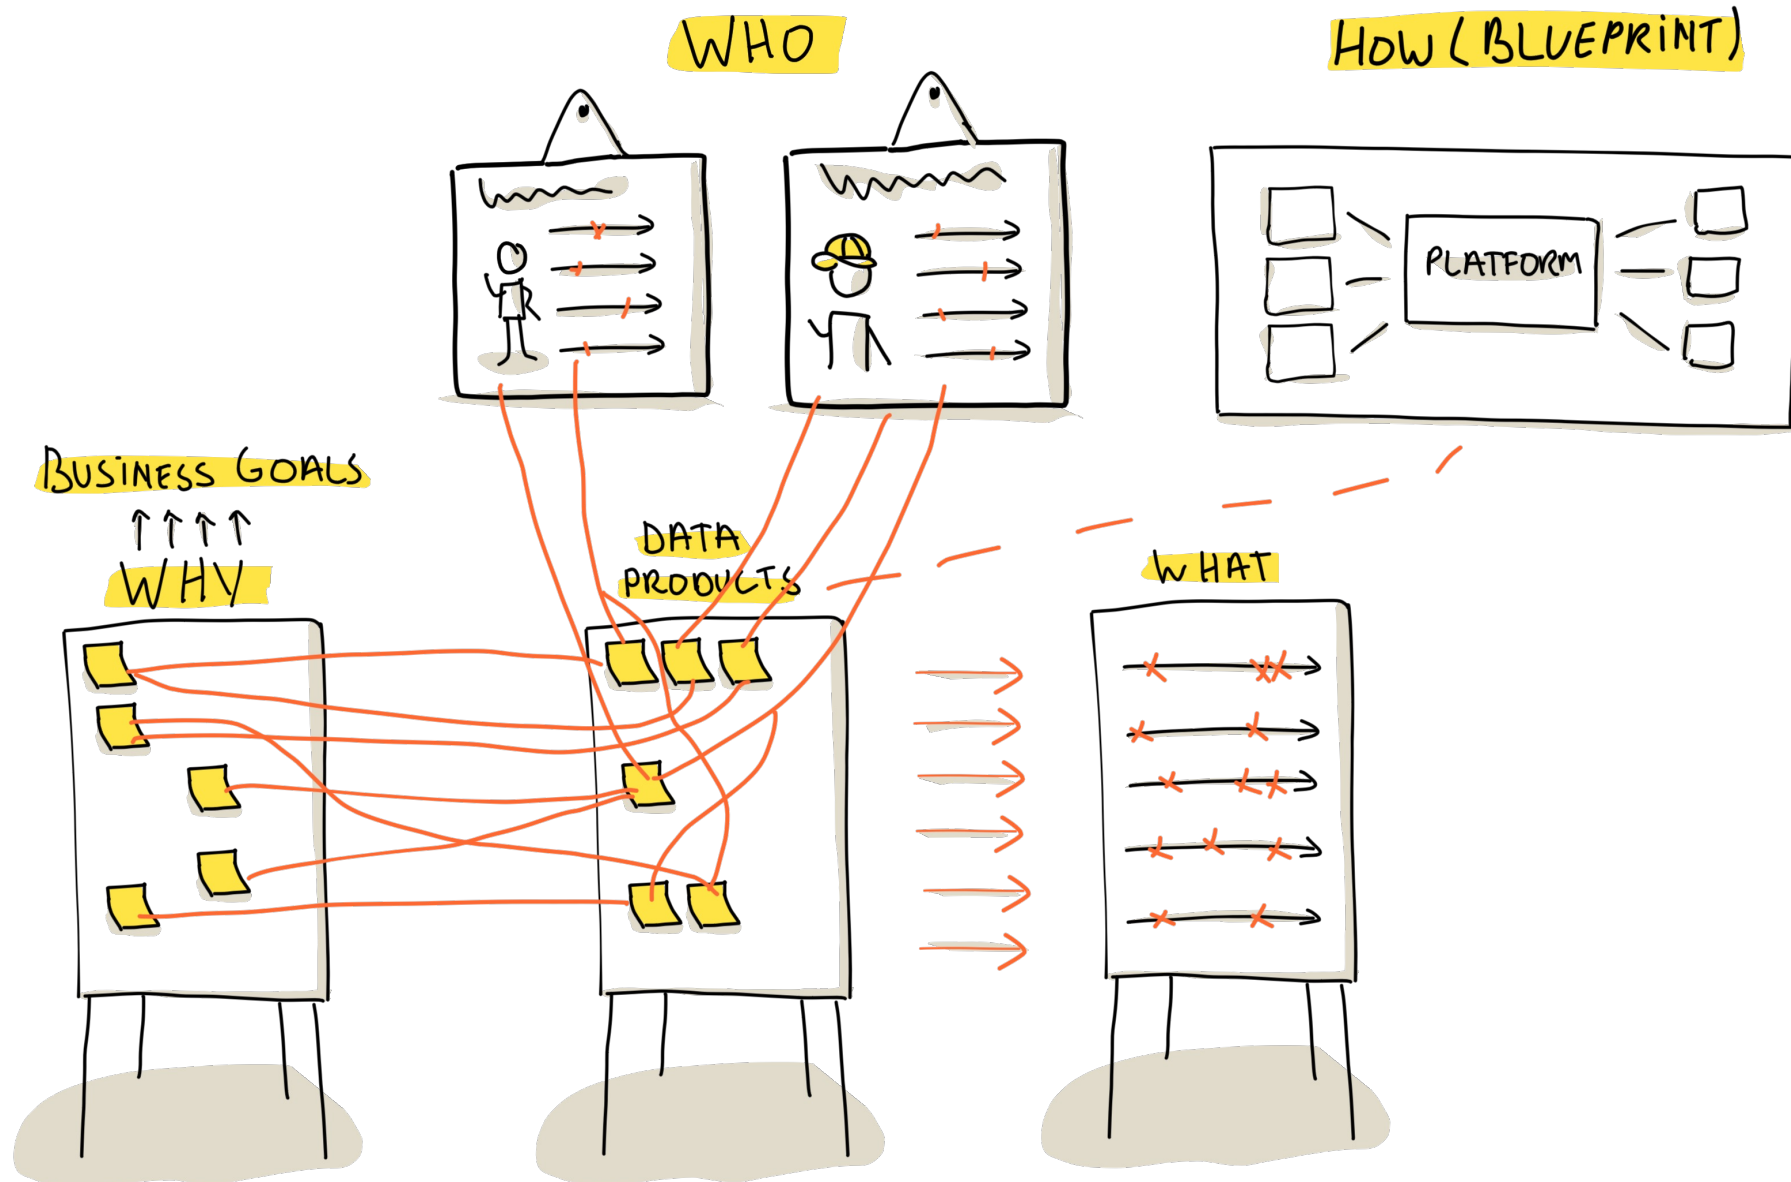 WHO
HOW (BLUEPRINT)
PLATFORM
BUSINESS GOALS
WHY
DATA
PRODUCTS
WHAT